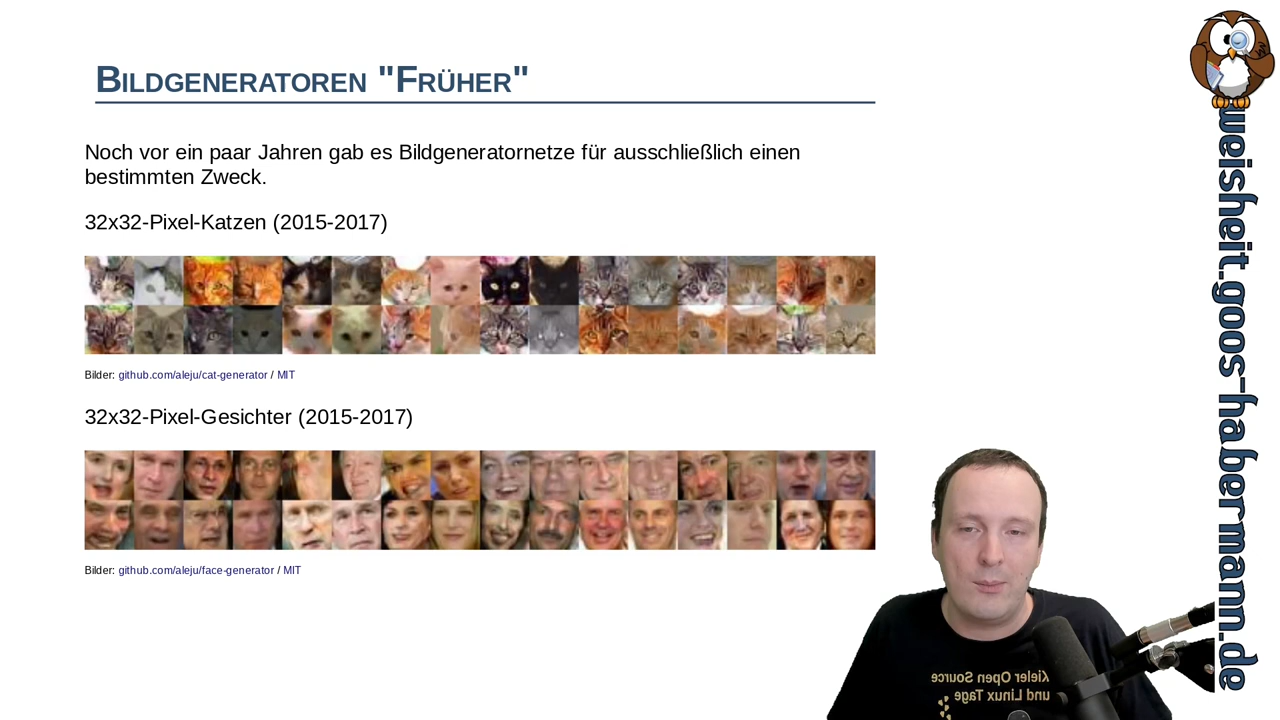 Bildgeneratoren "Früher"
Noch vor ein paar Jahren gab es Bildgeneratornetze für ausschließlich einen
bestimmten Zweck.
32x32-Pixel-Katzen (2015-2017)
Bilder: github.com/aleju/cat-generator / MIT
32x32-Pixel-Gesichter (2015-2017)
Bilder: github.com/aleju/face-generator / MIT
Kieler Open Source
und Linux Tage
weisheit.goos-habermann.de